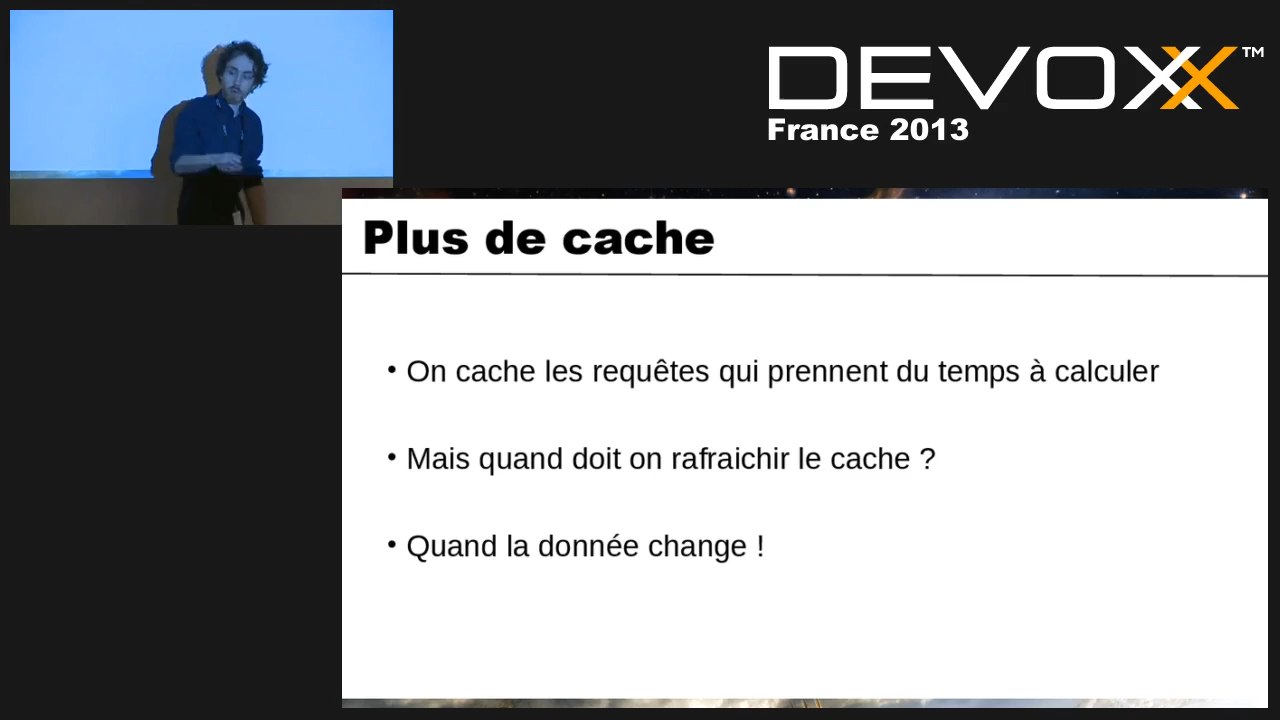 DEVOXX™
France 2013
Plus de cache
• On cache les requêtes qui prennent du temps à calculer
• Mais quand doit on rafraichir le cache ?
• Quand la donnée change !